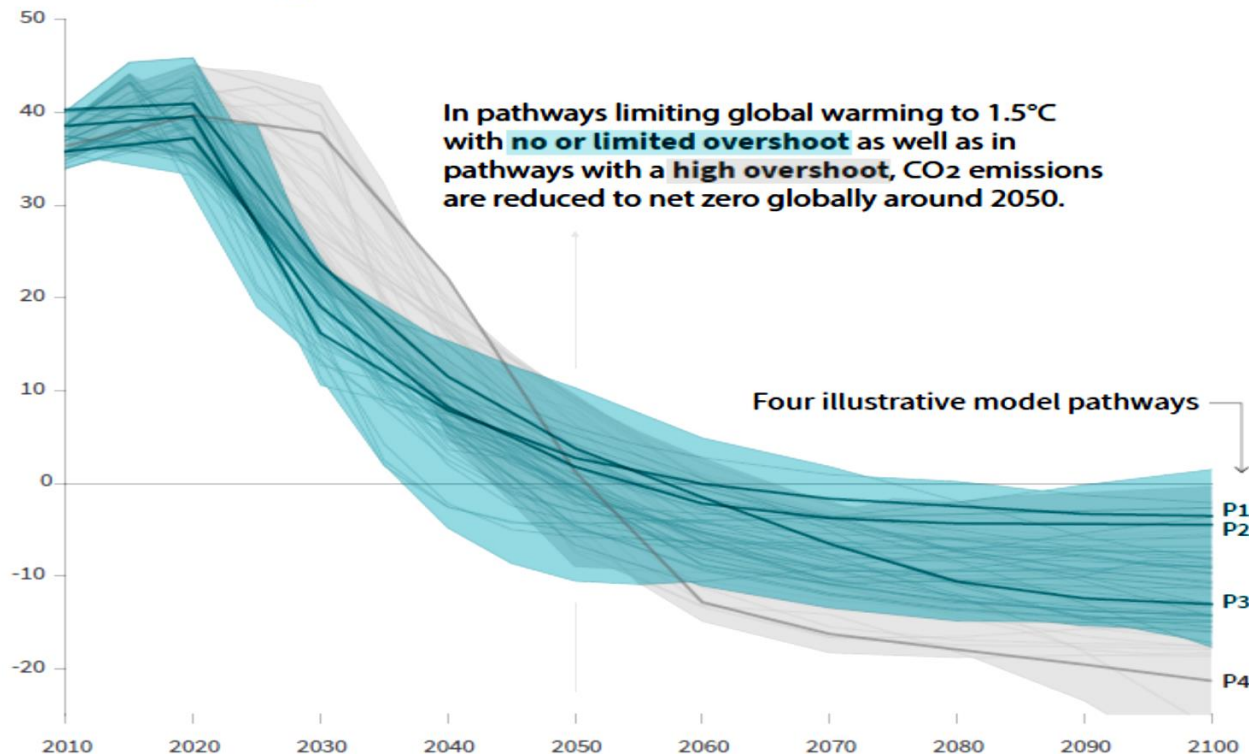 50
40
30
20
10
0
-10
-20
In pathways limiting global warming to 1.5°C
with no or limited overshoot as well as in
pathways with a high overshoot, CO2 emissions
are reduced to net zero globally around 2050.
Four illustrative model pathways
P1
P2
P3
P4
2010 2020 2030 2040 2050 2060 2070 2080 2090 2100